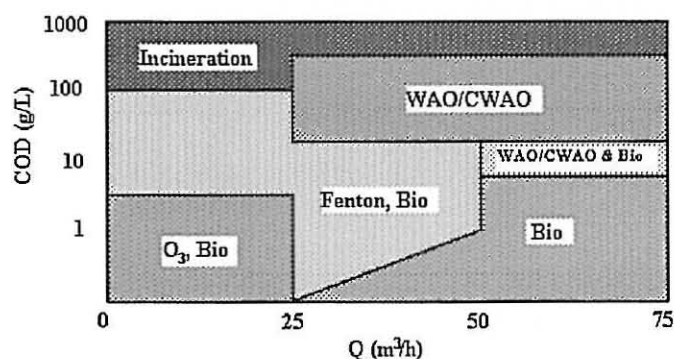 1000
Incineration
100
WAO/CWAO
COD (g/L)
10
WAO/CWAO & Bio
Fenton, Bio
1
O₃, Bio
Bio
0
25
50
75
Q (m³/h)